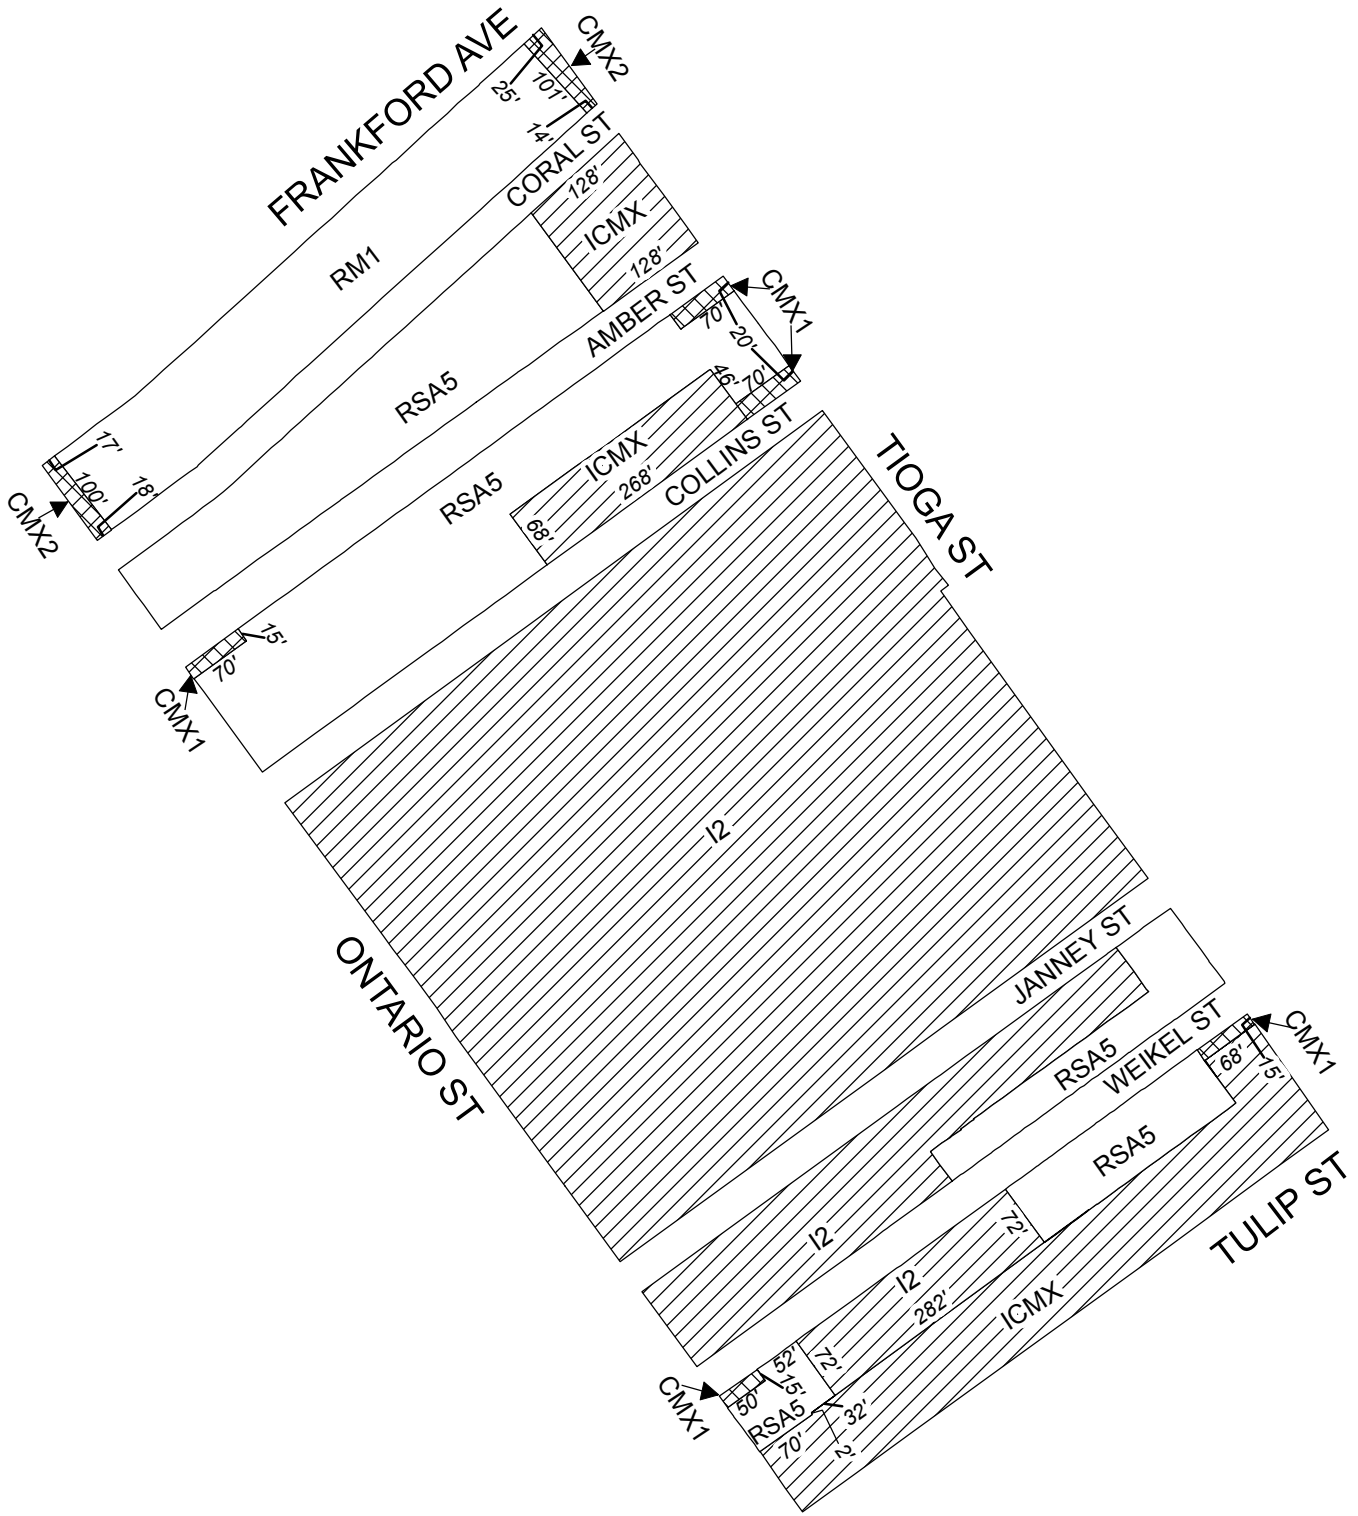 FRANKFORD AVE
CMX2
25'
101'
14'
CORAL ST
128'
ICMX
128'
RM1
AMBER ST
CMX1
70'
20'
46'
70'
RSA5
ICMX
268'
COLLINS ST
17'
100'
18'
CMX2
RSA5
68'
TIOGA ST
15'
70'
CMX1
I2
ONTARIO ST
JANNEY ST
RSA5
WEIKEL ST
CMX1
68'
15'
RSA5
TULIP ST
I2
72'
I2
282'
ICMX
CMX1
52'
72'
15'
50'
RSA5
32'
70'
2'